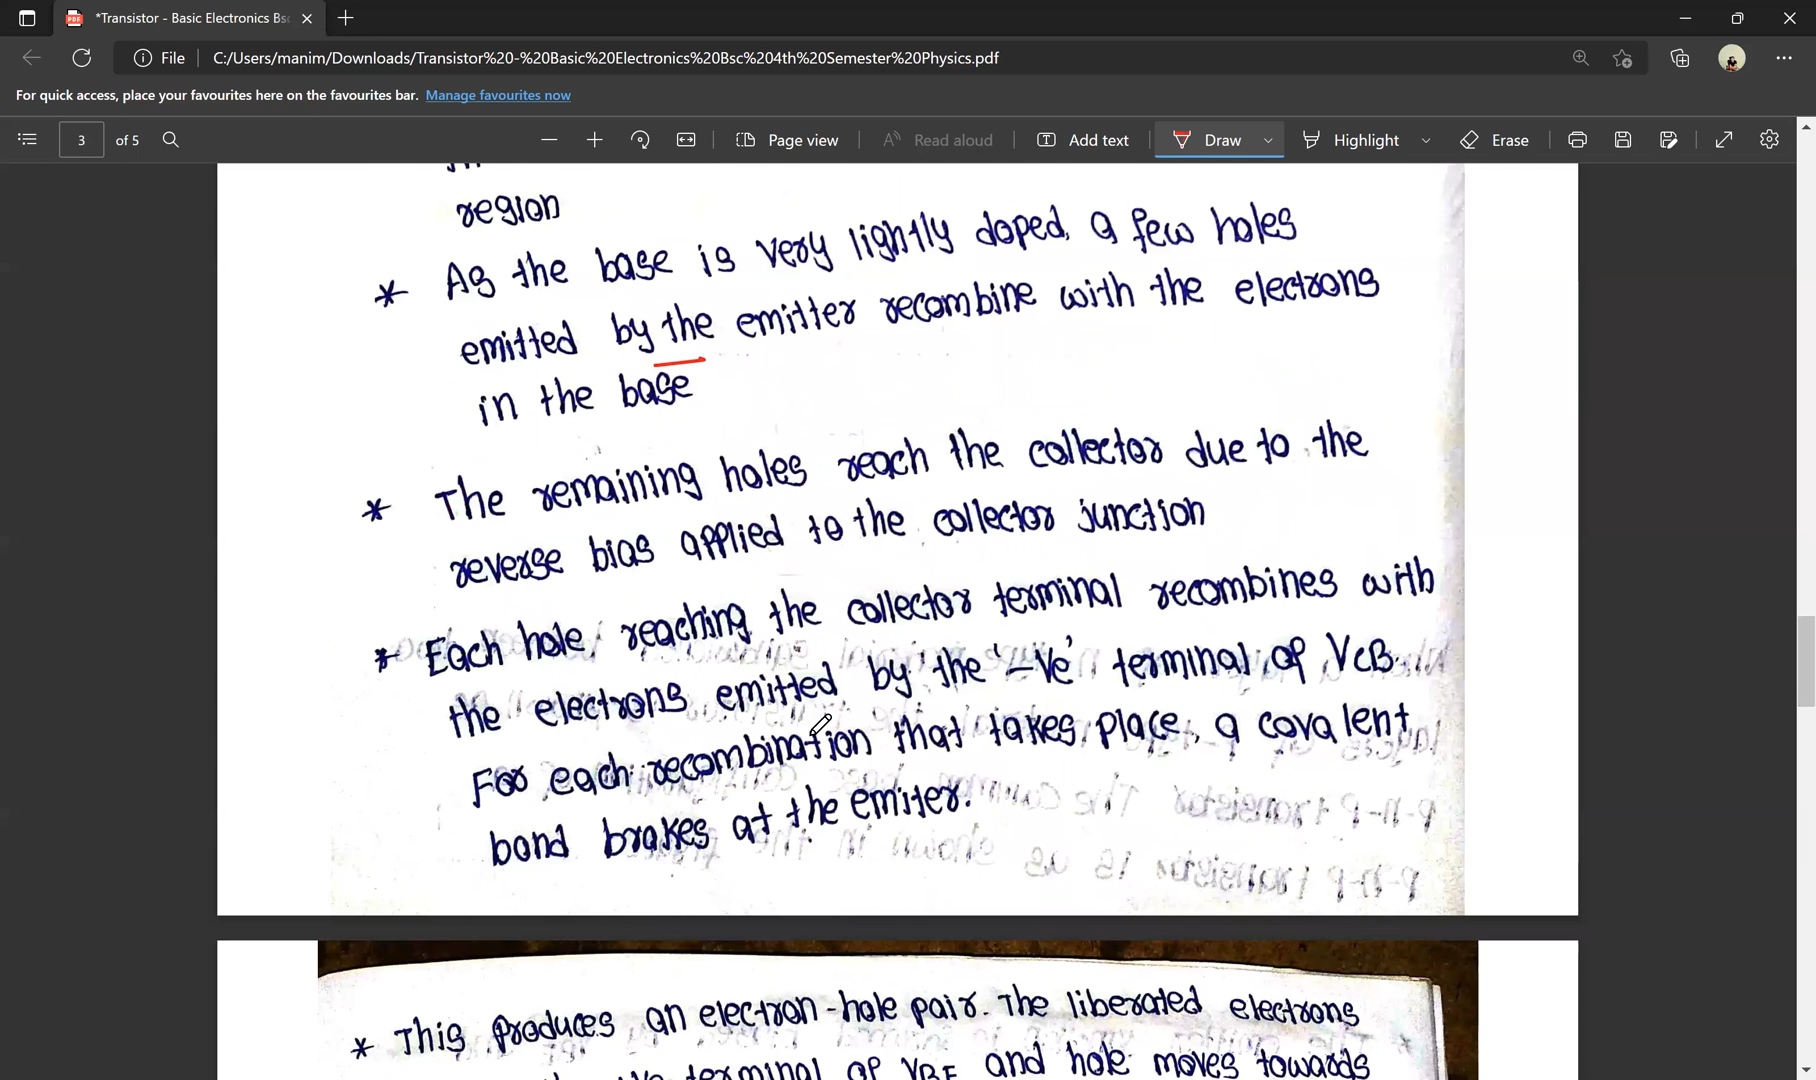 *Transistor - Basic Electronics Bsc
File C:/Users/manim/Downloads/Transistor%20-%20Basic%20Electronics%20Bsc%204th%20Semester%20Physics.pdf
For quick access, place your favourites here on the favourites bar. Manage favourites now
3 of 5 Page view Read aloud Add text Draw Highlight Erase
region
* As the base is very lightly doped, a few holes
emitted by the emitter recombine with the electrons
in the base
* The remaining holes reach the collector due to the
reverse bias applied to the collector junction
* Each hole, reaching the collector terminal recombines with
the electrons emitted by the '-ve' terminal of VCB.
For each recombination that takes place, a covalent
bond brakes at the emiter.
* This produces an electron-hole pair. The liberated electrons
terminal of VBE and hole moves towards